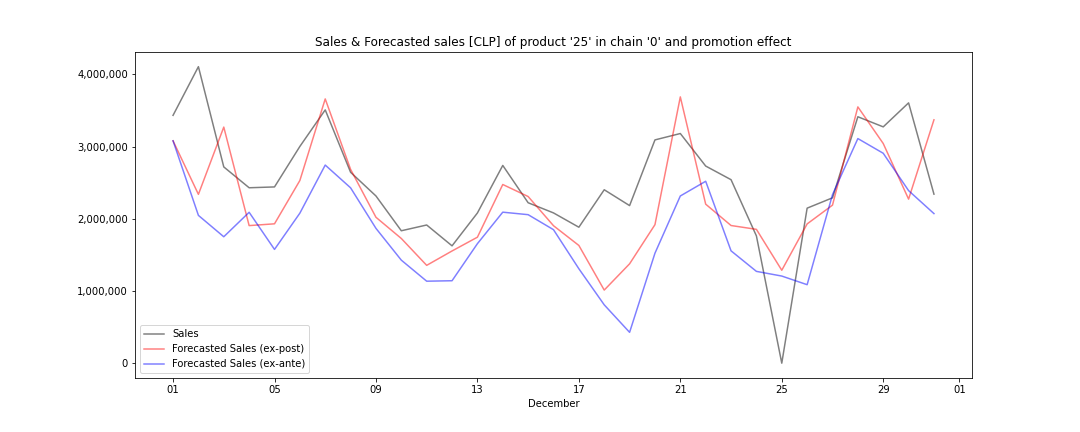 Sales & Forecasted sales [CLP] of product '25' in chain '0' and promotion effect
4,000,000
3,000,000
2,000,000
1,000,000
0
Sales
Forecasted Sales (ex-post)
Forecasted Sales (ex-ante)
01 05 09 13 17 21 25 29 01
December